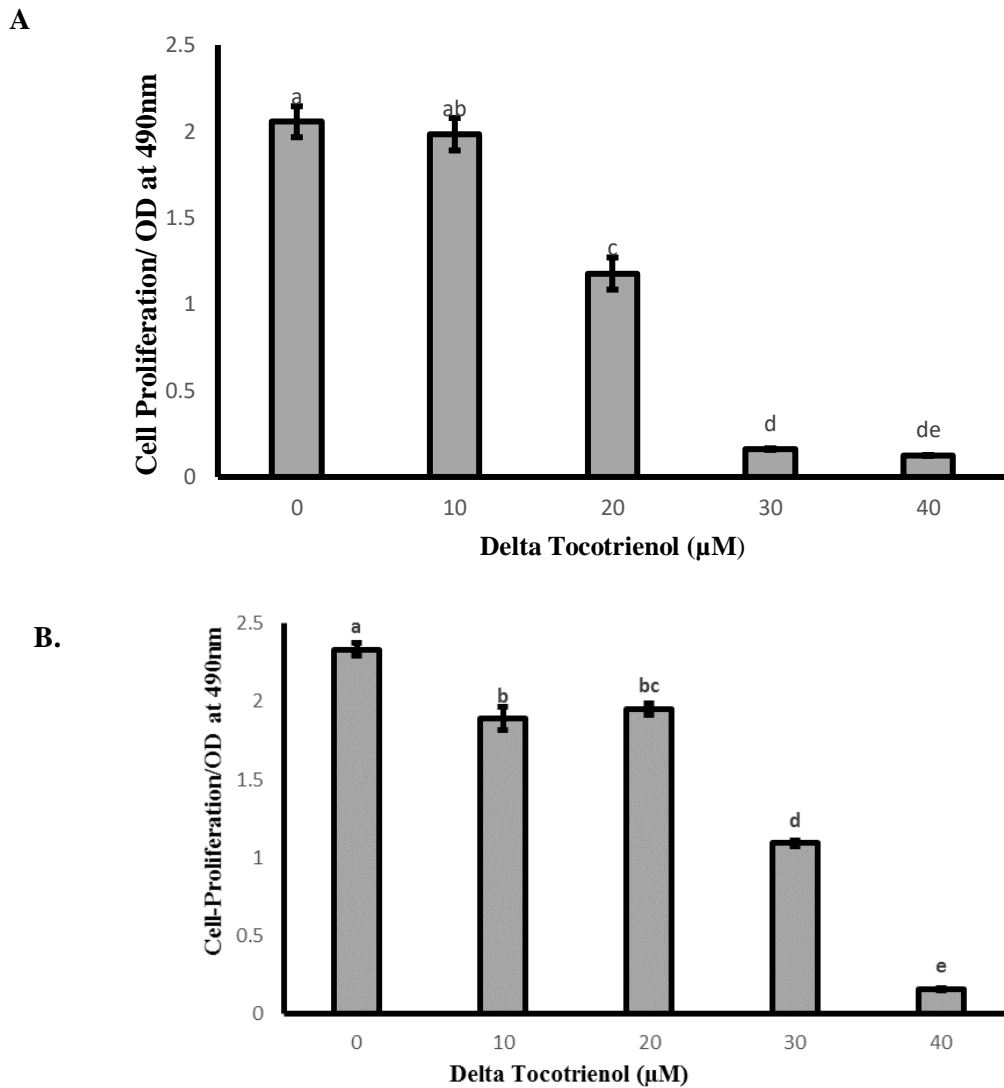 A
Cell Proliferation/ OD at 490nm
2.5
2
1.5
1
0.5
0
a
ab
c
d
de
0 10 20 30 40
Delta Tocotrienol (µM)
B.
Cell-Proliferation/OD at 490nm
2.5
2
1.5
1
0.5
0
a
b
bc
d
e
0 10 20 30 40
Delta Tocotrienol (µM)